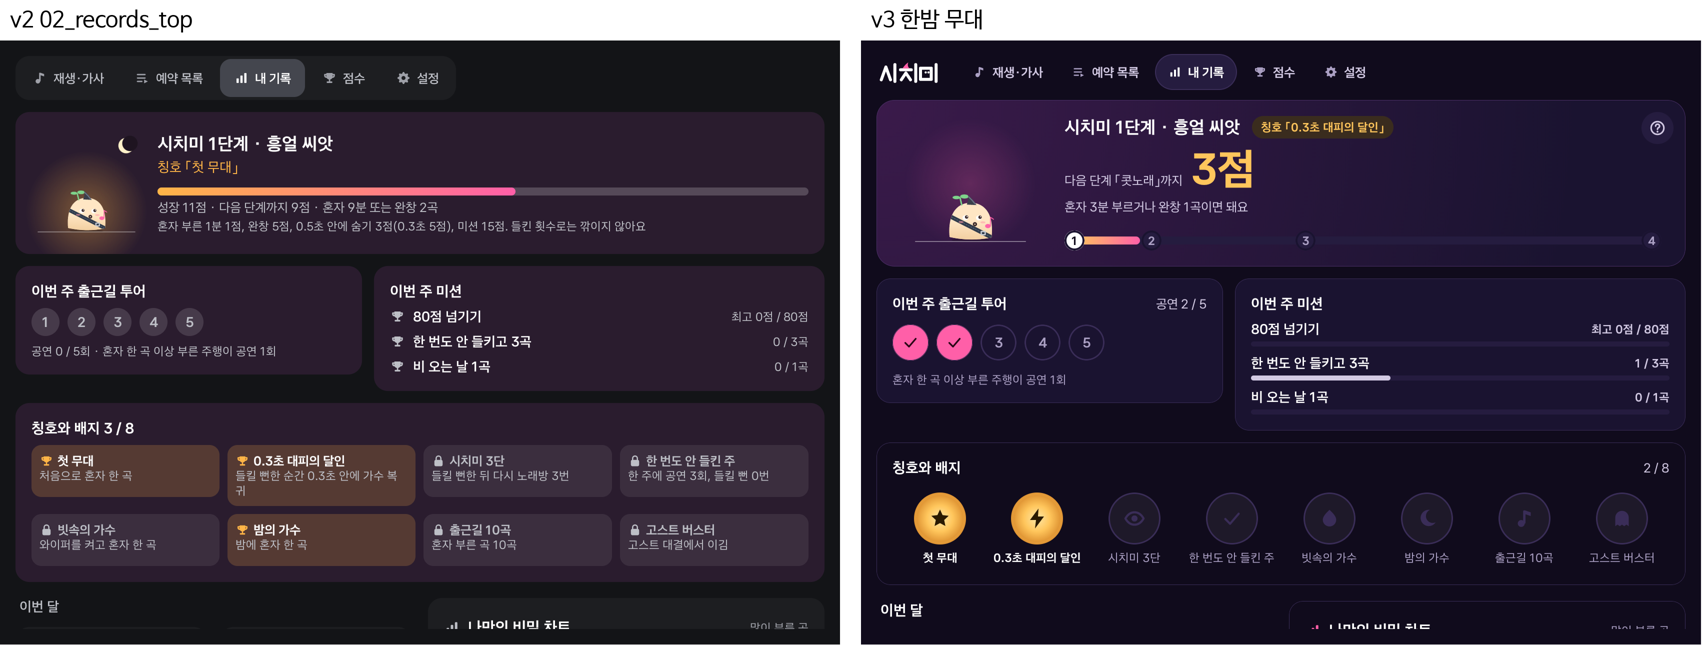 v2 02_records_top
재생·가사
예약 목록
내 기록
점수
설정
시치미 1단계 · 흥얼 씨앗
칭호 「첫 무대」
성장 11점 · 다음 단계까지 9점 · 혼자 9분 또는 완창 2곡
혼자 부른 1분 1점, 완창 5점, 0.5초 안에 숨기 3점(0.3초 5점), 미션 15점. 들킨 횟수로는 깎이지 않아요
이번 주 출근길 투어
1 2 3 4 5
공연 0 / 5회 · 혼자 한 곡 이상 부른 주행이 공연 1회
이번 주 미션
80점 넘기기 최고 0점 / 80점
한 번도 안 들키고 3곡 0 / 3곡
비 오는 날 1곡 0 / 1곡
칭호와 배지 3 / 8
첫 무대
처음으로 혼자 한 곡
0.3초 대피의 달인
들킬 뻔한 순간 0.3초 안에 가수 복
귀
시치미 3단
들킬 뻔한 뒤 다시 노래방 3번
한 번도 안 들킨 주
한 주에 공연 3회, 들킬 뻔 0번
빗속의 가수
와이퍼를 켜고 혼자 한 곡
밤의 가수
밤에 혼자 한 곡
출근길 10곡
혼자 부른 곡 10곡
고스트 버스터
고스트 대결에서 이김
이번 달
나만의 비밀 차트
많이 부른 곡
v3 한밤 무대
시치미
재생·가사
예약 목록
내 기록
점수
설정
시치미 1단계 · 흥얼 씨앗
칭호 「0.3초 대피의 달인」
다음 단계 「콧노래」까지 3점
혼자 3분 부르거나 완창 1곡이면 돼요
1 2 3 4
이번 주 출근길 투어
공연 2 / 5
3 4 5
혼자 한 곡 이상 부른 주행이 공연 1회
이번 주 미션
80점 넘기기 최고 0점 / 80점
한 번도 안 들키고 3곡 1 / 3곡
비 오는 날 1곡 0 / 1곡
칭호와 배지
2 / 8
첫 무대
0.3초 대피의 달인
시치미 3단
한 번도 안 들킨 주
빗속의 가수
밤의 가수
출근길 10곡
고스트 버스터
이번 달
나만의 비밀 차트
많이 부른 곡